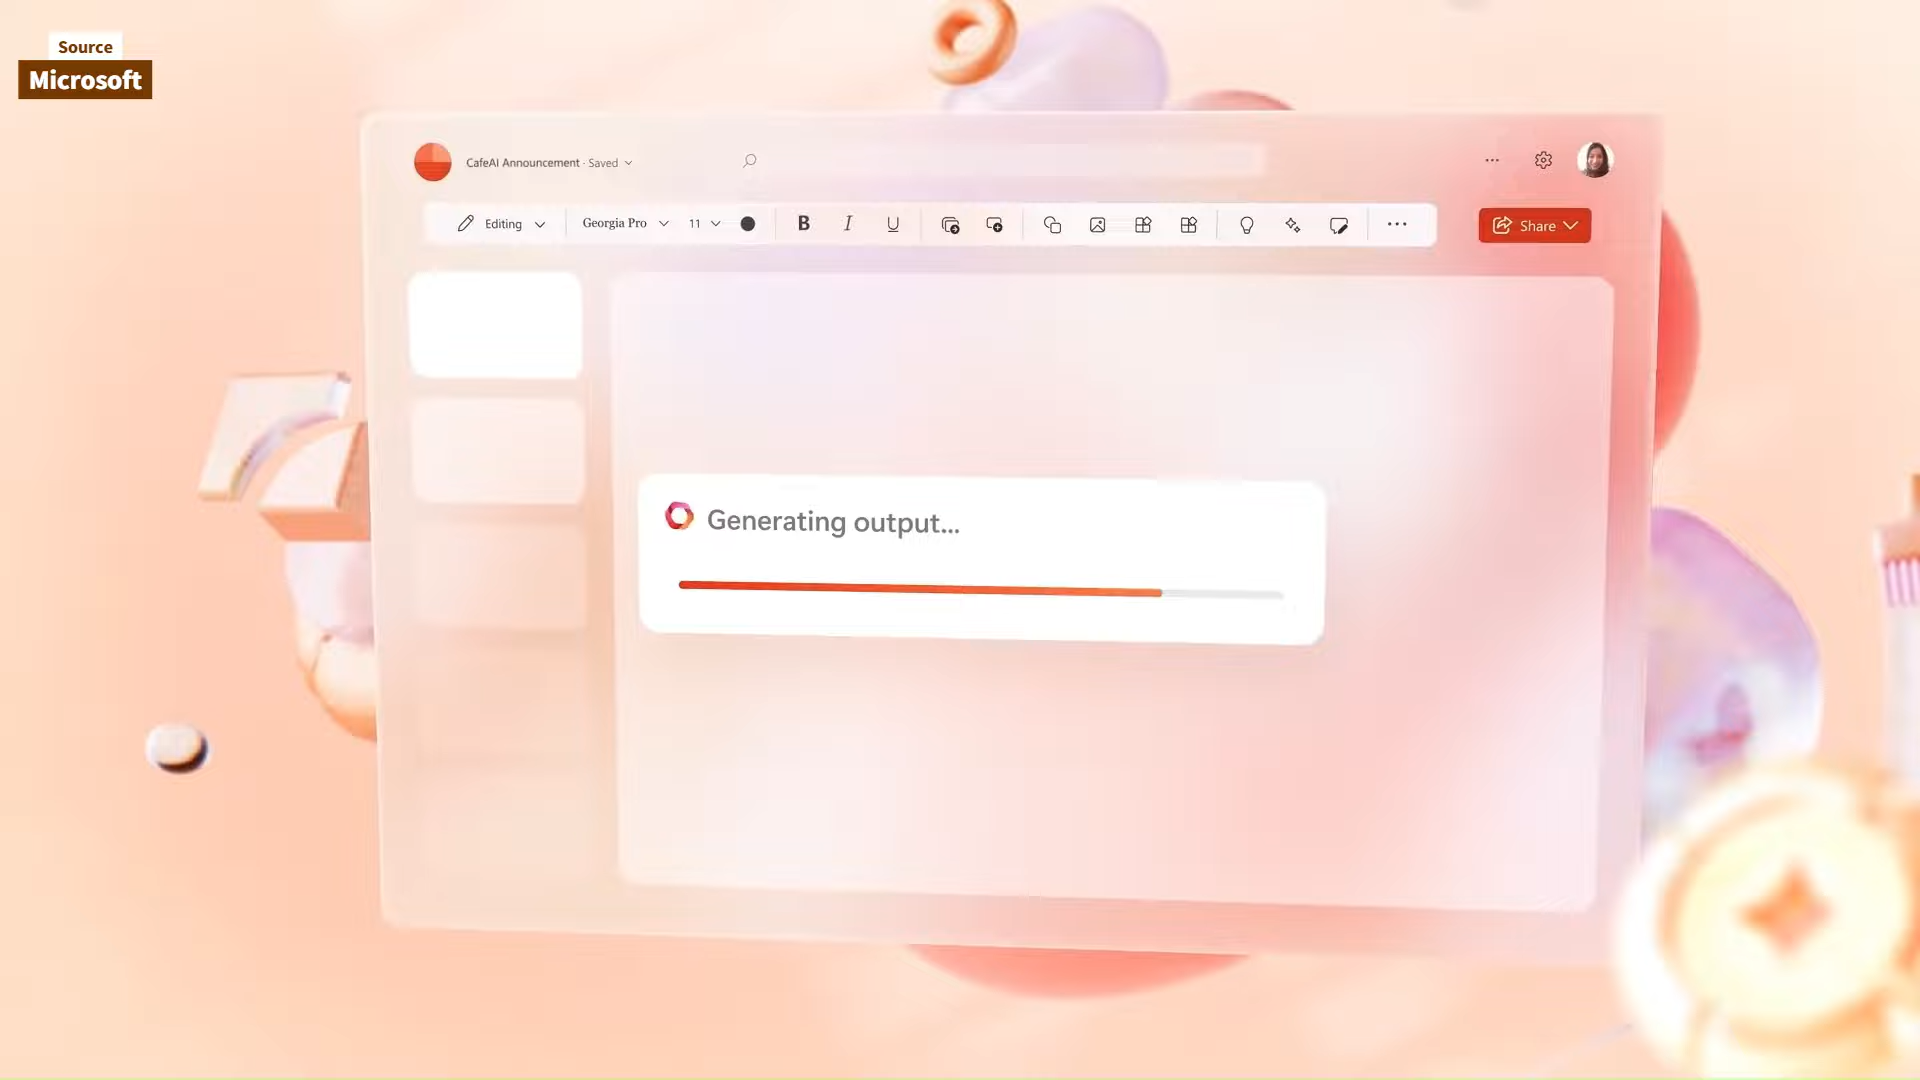 Source
Microsoft
CafeAI Announcement · Saved
Editing
Georgia Pro
11
B
I
U
Share
Generating output...